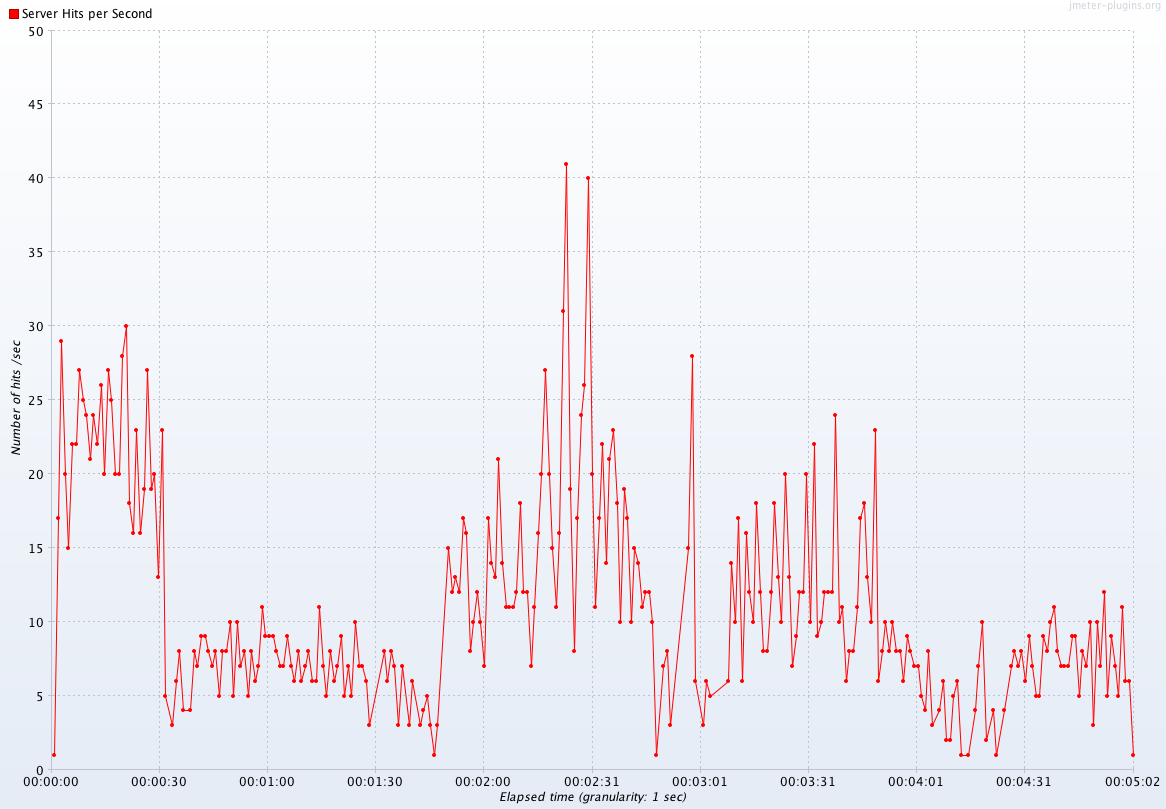 Server Hits per Second
jmeter-plugins.org
50
45
40
35
30
25
20
15
10
5
0
Number of hits /sec
00:00:00 00:00:30 00:01:00 00:01:30 00:02:00 00:02:31 00:03:01 00:03:31 00:04:01 00:04:31 00:05:02
Elapsed time (granularity: 1 sec)